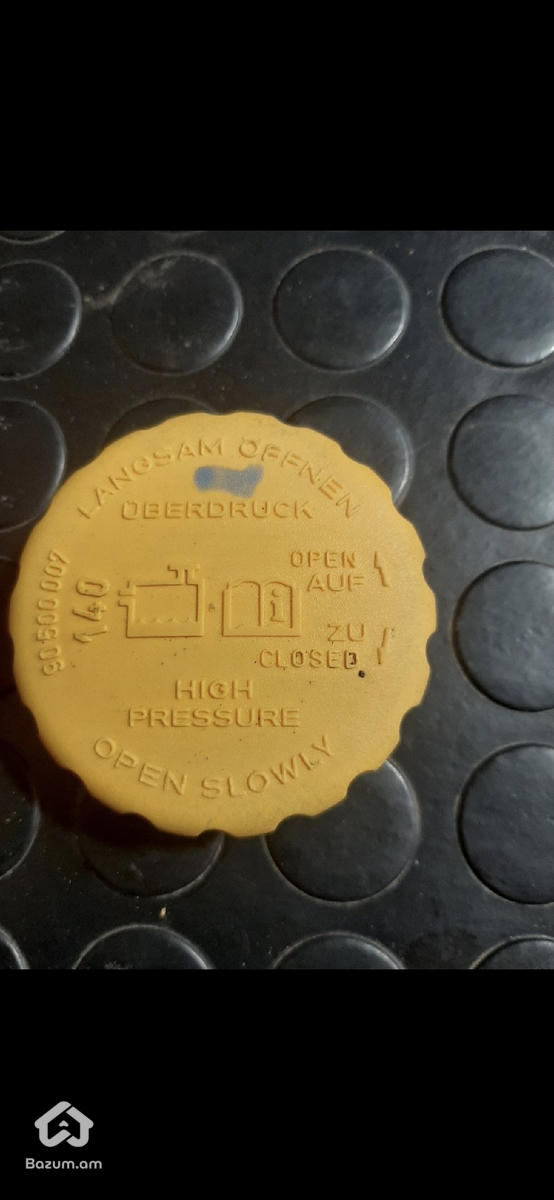 LANGSAM ÖFFNEN
ÜBERDRUCK
90500007
140
OPEN
AUF
ZU
CLOSED
HIGH
PRESSURE
OPEN SLOWLY
Bazum.am